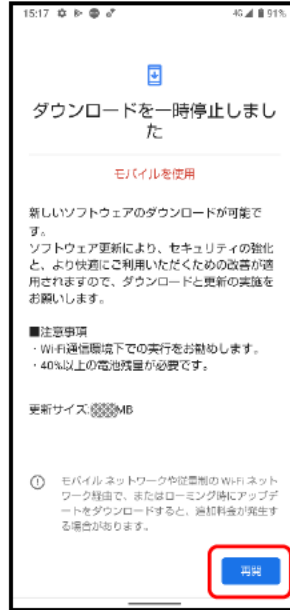 15:17 4G 91%
ダウンロードを一時停止しまし
た
モバイルを使用
新しいソフトウェアのダウンロードが可能で
す。
ソフトウェア更新により、セキュリティの強化
と、より快適にご利用いただくための改善が適
用されますので、ダウンロードと更新の実施を
お願いします。
■注意事項
・Wi-Fi通信環境下での実行をお勧めします。
・40%以上の電池残量が必要です。
更新サイズ: MB
モバイル ネットワークや従量制の Wi-Fi ネット
ワーク経由で、またはローミング時にアップデ
ートをダウンロードすると、追加料金が発生す
る場合があります。
再開